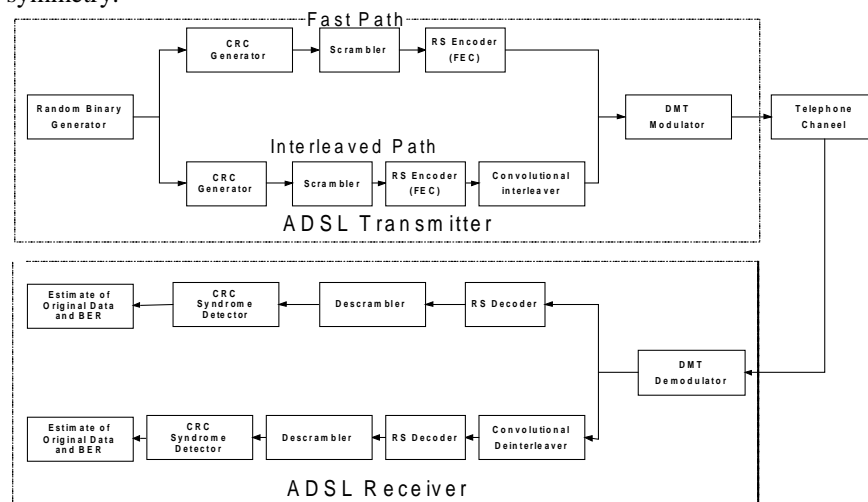 symmetry.
Fast Path
CRC
Generator
Scrambler
RS Encoder
(FEC)
Random Binary
Generator
DMT
Modulator
Telephone
Channeel
Interleaved Path
CRC
Generator
Scrambler
RS Encoder
(FEC)
Convolutional
interleaver
ADSL Transmitter
Estimate of
Original Data
and BER
CRC
Syndrome
Detector
Descrambler
RS Decoder
DMT
Demodulator
Estimate of
Original Data
and BER
CRC
Syndrome
Detector
Descrambler
RS Decoder
Convolutional
Deinterleaver
ADSL Receiver